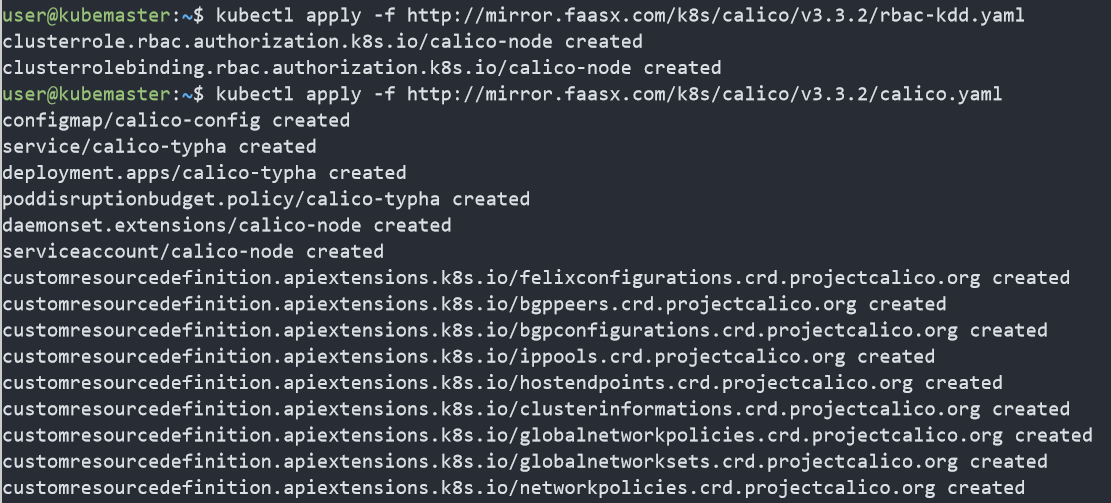 user@kubemaster:~$ kubectl apply -f http://mirror.faasx.com/k8s/calico/v3.3.2/rbac-kdd.yaml
clusterrole.rbac.authorization.k8s.io/calico-node created
clusterrolebinding.rbac.authorization.k8s.io/calico-node created
user@kubemaster:~$ kubectl apply -f http://mirror.faasx.com/k8s/calico/v3.3.2/calico.yaml
configmap/calico-config created
service/calico-typha created
deployment.apps/calico-typha created
poddisruptionbudget.policy/calico-typha created
daemonset.extensions/calico-node created
serviceaccount/calico-node created
customresourcedefinition.apiextensions.k8s.io/felixconfigurations.crd.projectcalico.org created
customresourcedefinition.apiextensions.k8s.io/bgppeers.crd.projectcalico.org created
customresourcedefinition.apiextensions.k8s.io/bgpconfigurations.crd.projectcalico.org created
customresourcedefinition.apiextensions.k8s.io/ippools.crd.projectcalico.org created
customresourcedefinition.apiextensions.k8s.io/hostendpoints.crd.projectcalico.org created
customresourcedefinition.apiextensions.k8s.io/clusterinformations.crd.projectcalico.org created
customresourcedefinition.apiextensions.k8s.io/globalnetworkpolicies.crd.projectcalico.org created
customresourcedefinition.apiextensions.k8s.io/globalnetworksets.crd.projectcalico.org created
customresourcedefinition.apiextensions.k8s.io/networkpolicies.crd.projectcalico.org created